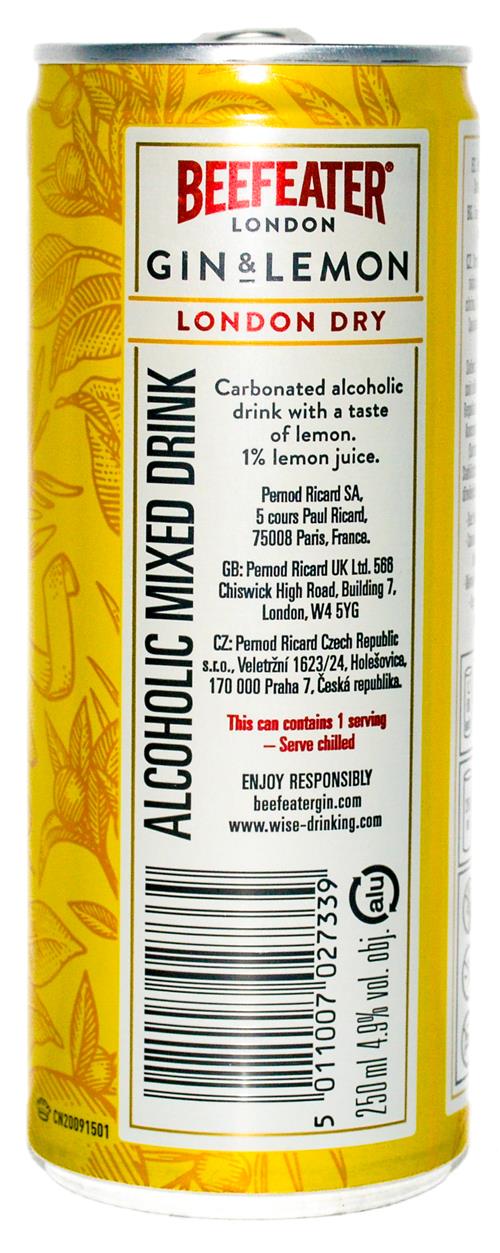 BEEFEATER®
LONDON
GIN & LEMON
LONDON DRY
ALCOHOLIC MIXED DRINK
Carbonated alcoholic
drink with a taste
of lemon.
1% lemon juice.
Pernod Ricard SA,
5 cours Paul Ricard,
75008 Paris, France.
GB: Pernod Ricard UK Ltd. 566
Chiswick High Road, Building 7,
London, W4 5YG
CZ: Pernod Ricard Czech Republic
s.r.o., Veletržní 1623/24, Holešovice,
170 000 Praha 7, Česká republika.
This can contains 1 serving
– Serve chilled
ENJOY RESPONSIBLY
beefeatergin.com
www.wise-drinking.com
5 011007 027339
alu
250 ml 4.9% vol. obj.
CN20091501